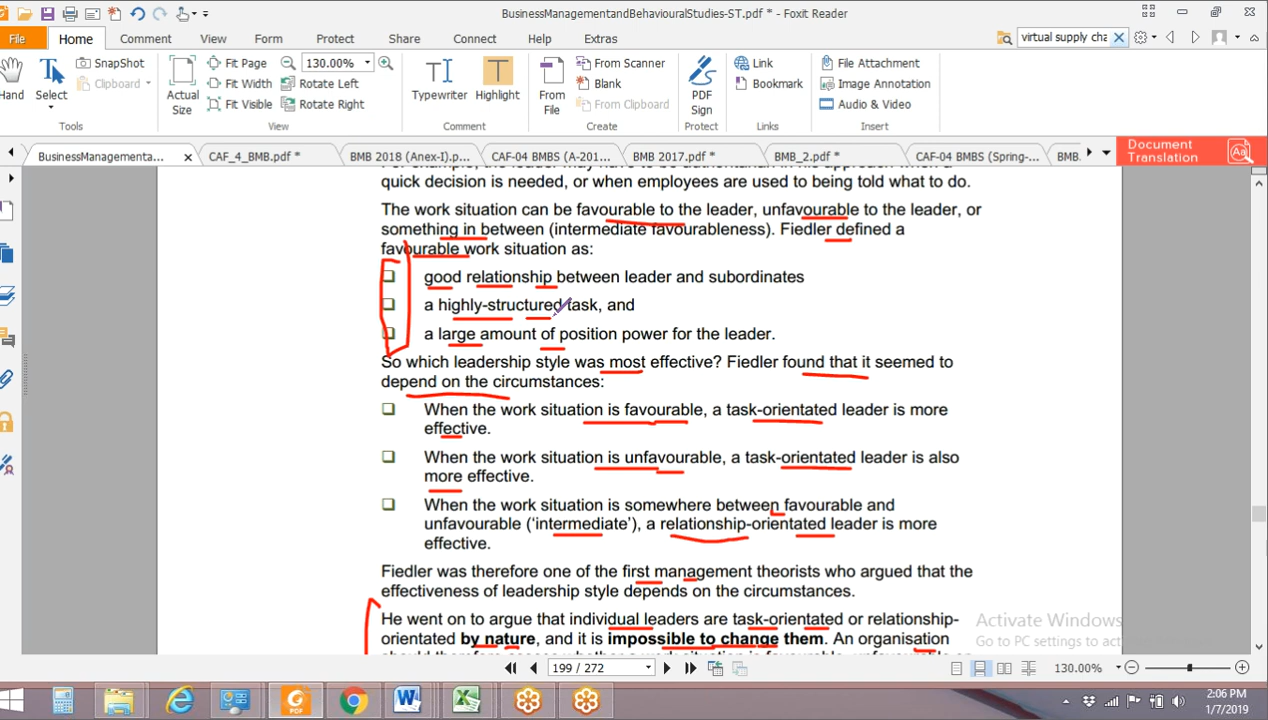 BusinessManagementandBehaviouralStudies-ST.pdf * - Foxit Reader
File Home Comment View Form Protect Share Connect Help Extras virtual supply cha
Hand Select SnapShot Clipboard Actual Size Fit Page Fit Width Fit Visible 130.00% Rotate Left Rotate Right Typewriter Highlight From File From Scanner Blank From Clipboard PDF Sign Link Bookmark File Attachment Image Annotation Audio & Video
Tools View Comment Create Protect Links Insert
BusinessManagementa... CAF_4_BMB.pdf * BMB 2018 (Anex-I).p... CAF-04 BMBS (A-201... BMB 2017.pdf * BMB_2.pdf * CAF-04 BMBS (Spring-... BMB. Document Translation
quick decision is needed, or when employees are used to being told what to do.
The work situation can be favourable to the leader, unfavourable to the leader, or
something in between (intermediate favourableness). Fiedler defined a
favourable work situation as:
good relationship between leader and subordinates
a highly-structured task, and
a large amount of position power for the leader.
So which leadership style was most effective? Fiedler found that it seemed to
depend on the circumstances:
When the work situation is favourable, a task-orientated leader is more
effective.
When the work situation is unfavourable, a task-orientated leader is also
more effective.
When the work situation is somewhere between favourable and
unfavourable (‘intermediate’), a relationship-orientated leader is more
effective.
Fiedler was therefore one of the first management theorists who argued that the
effectiveness of leadership style depends on the circumstances.
He went on to argue that individual leaders are task-orientated or relationship-
orientated by nature, and it is impossible to change them. An organisation
Activate Windows
Go to PC settings to acti
199 / 272 130.00%
2:06 PM
1/7/2019